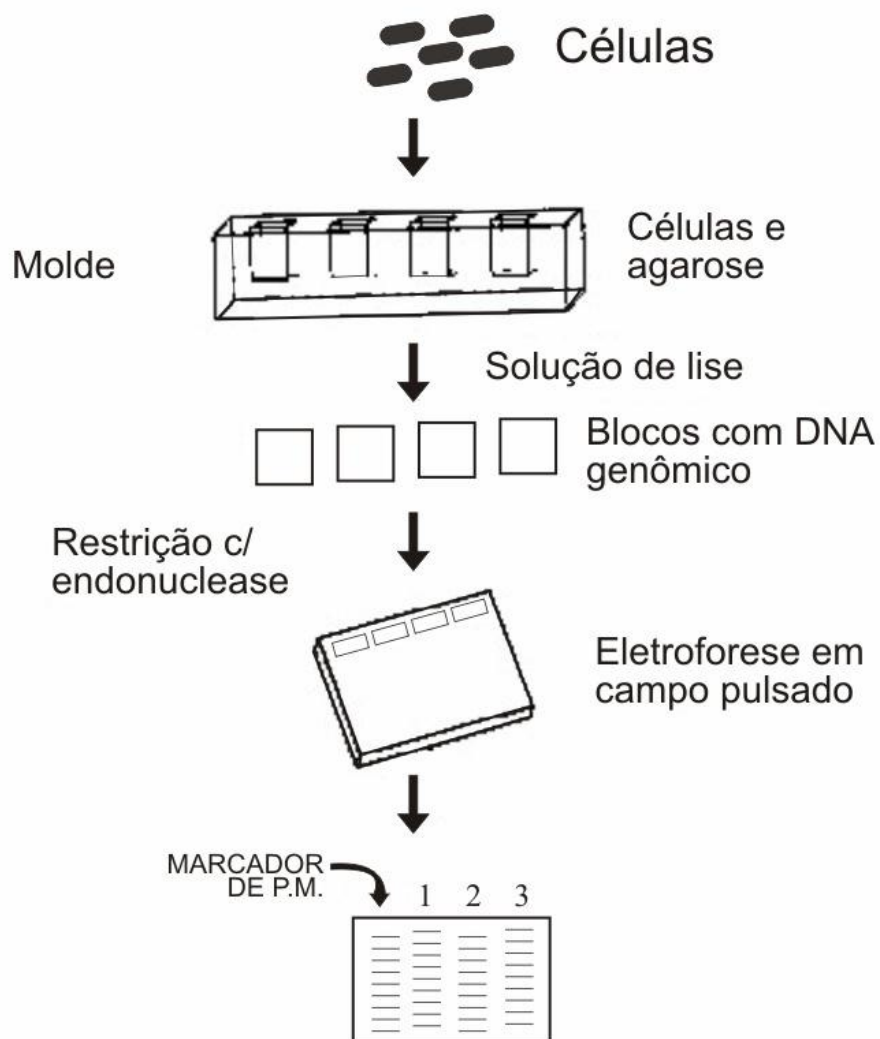 Células
Molde
Células e
agarose
Solução de lise
Blocos com DNA
genômico
Restrição c/
endonuclease
Eletroforese em
campo pulsado
MARCADOR
DE P.M.
1 2 3